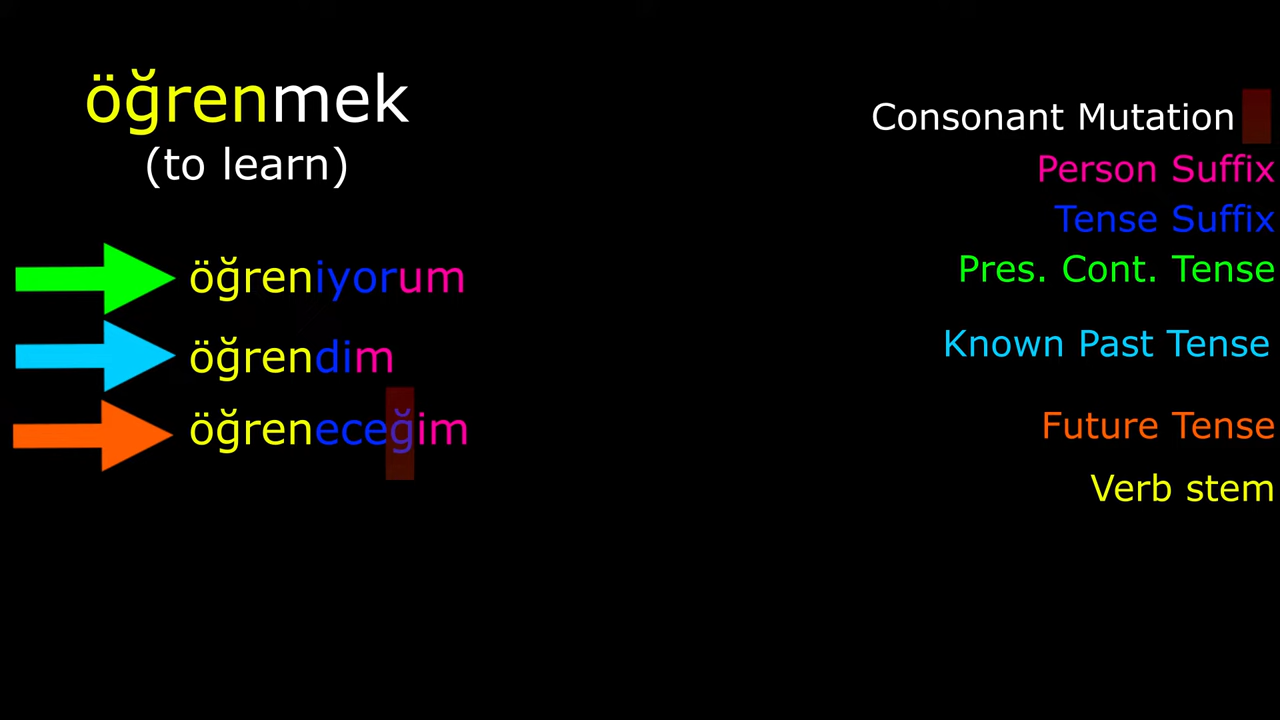 öğrenmek
(to learn)
öğreniyorum
öğrendim
öğreneceğim
Consonant Mutation
Person Suffix
Tense Suffix
Pres. Cont. Tense
Known Past Tense
Future Tense
Verb stem